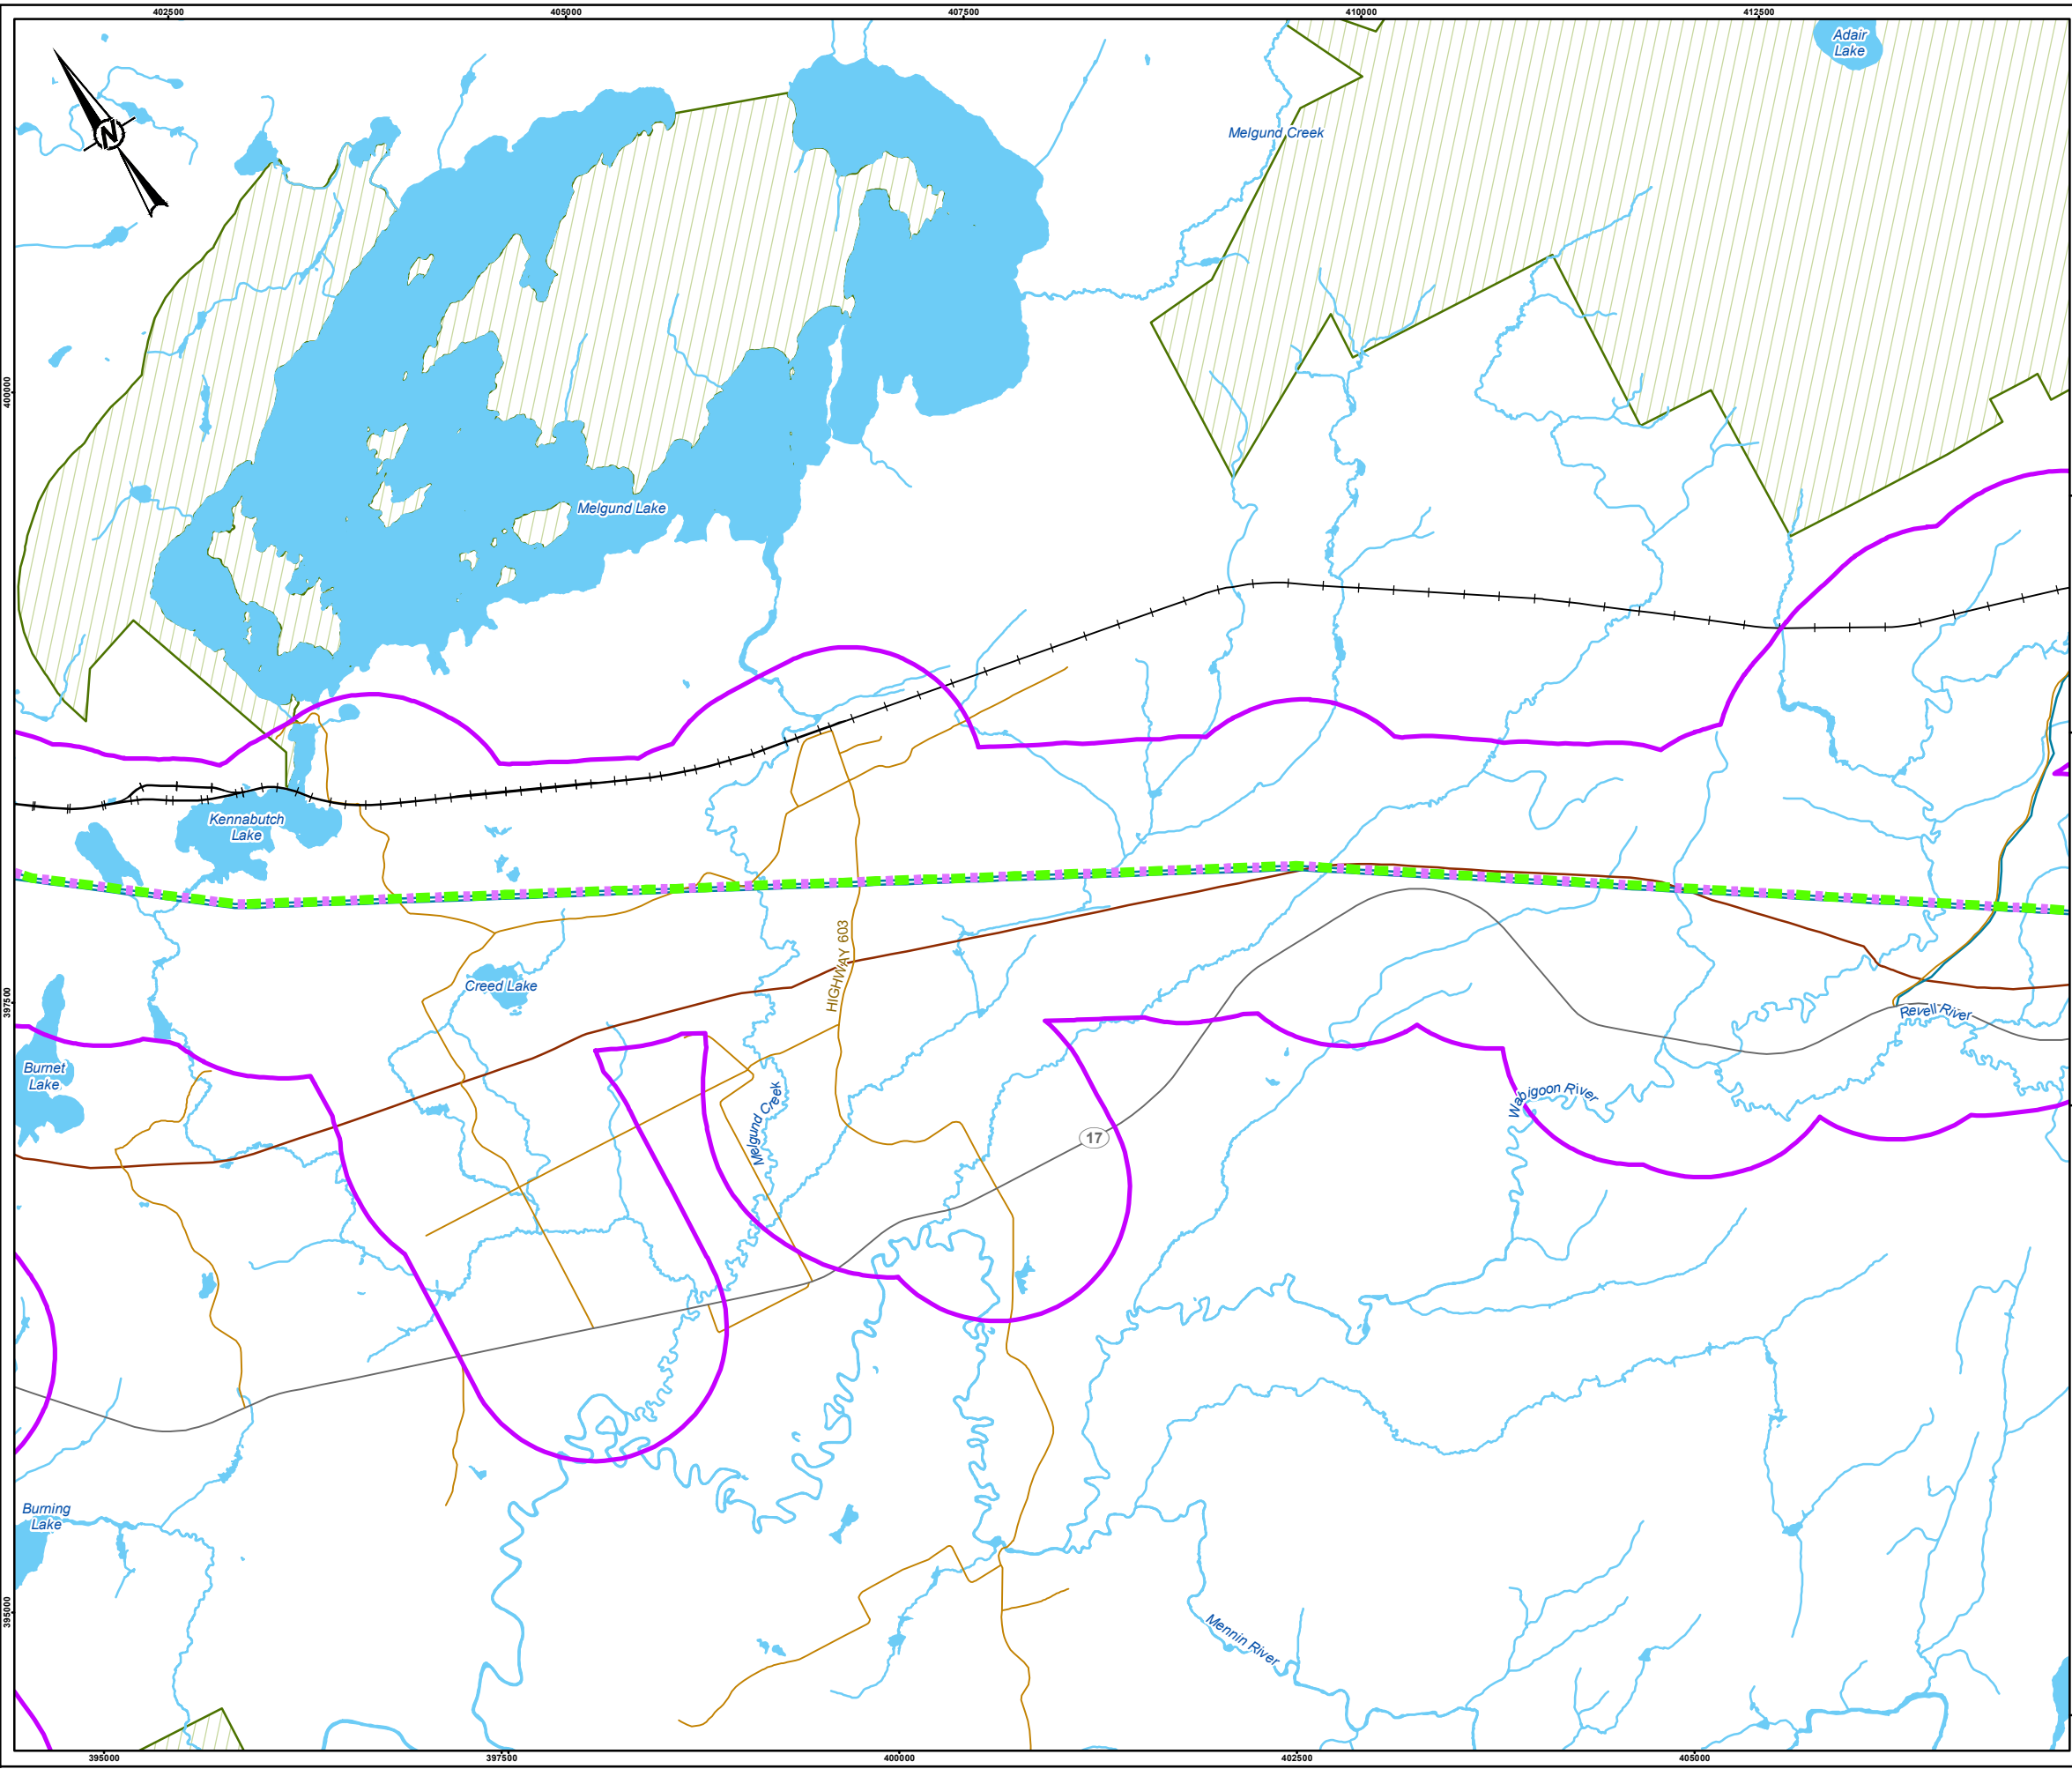 402500
405000
407500
410000
412500
Adair
Lake
N
Melgund Creek
400000
Melgund Lake
Kennabutch
Lake
HIGHWAY 603
Creed Lake
397500
Revell River
Burnet
Lake
Wabigoon River
Melgund Creek
17
Burning
Lake
395000
Mennin River
395000
397500
400000
402500
405000